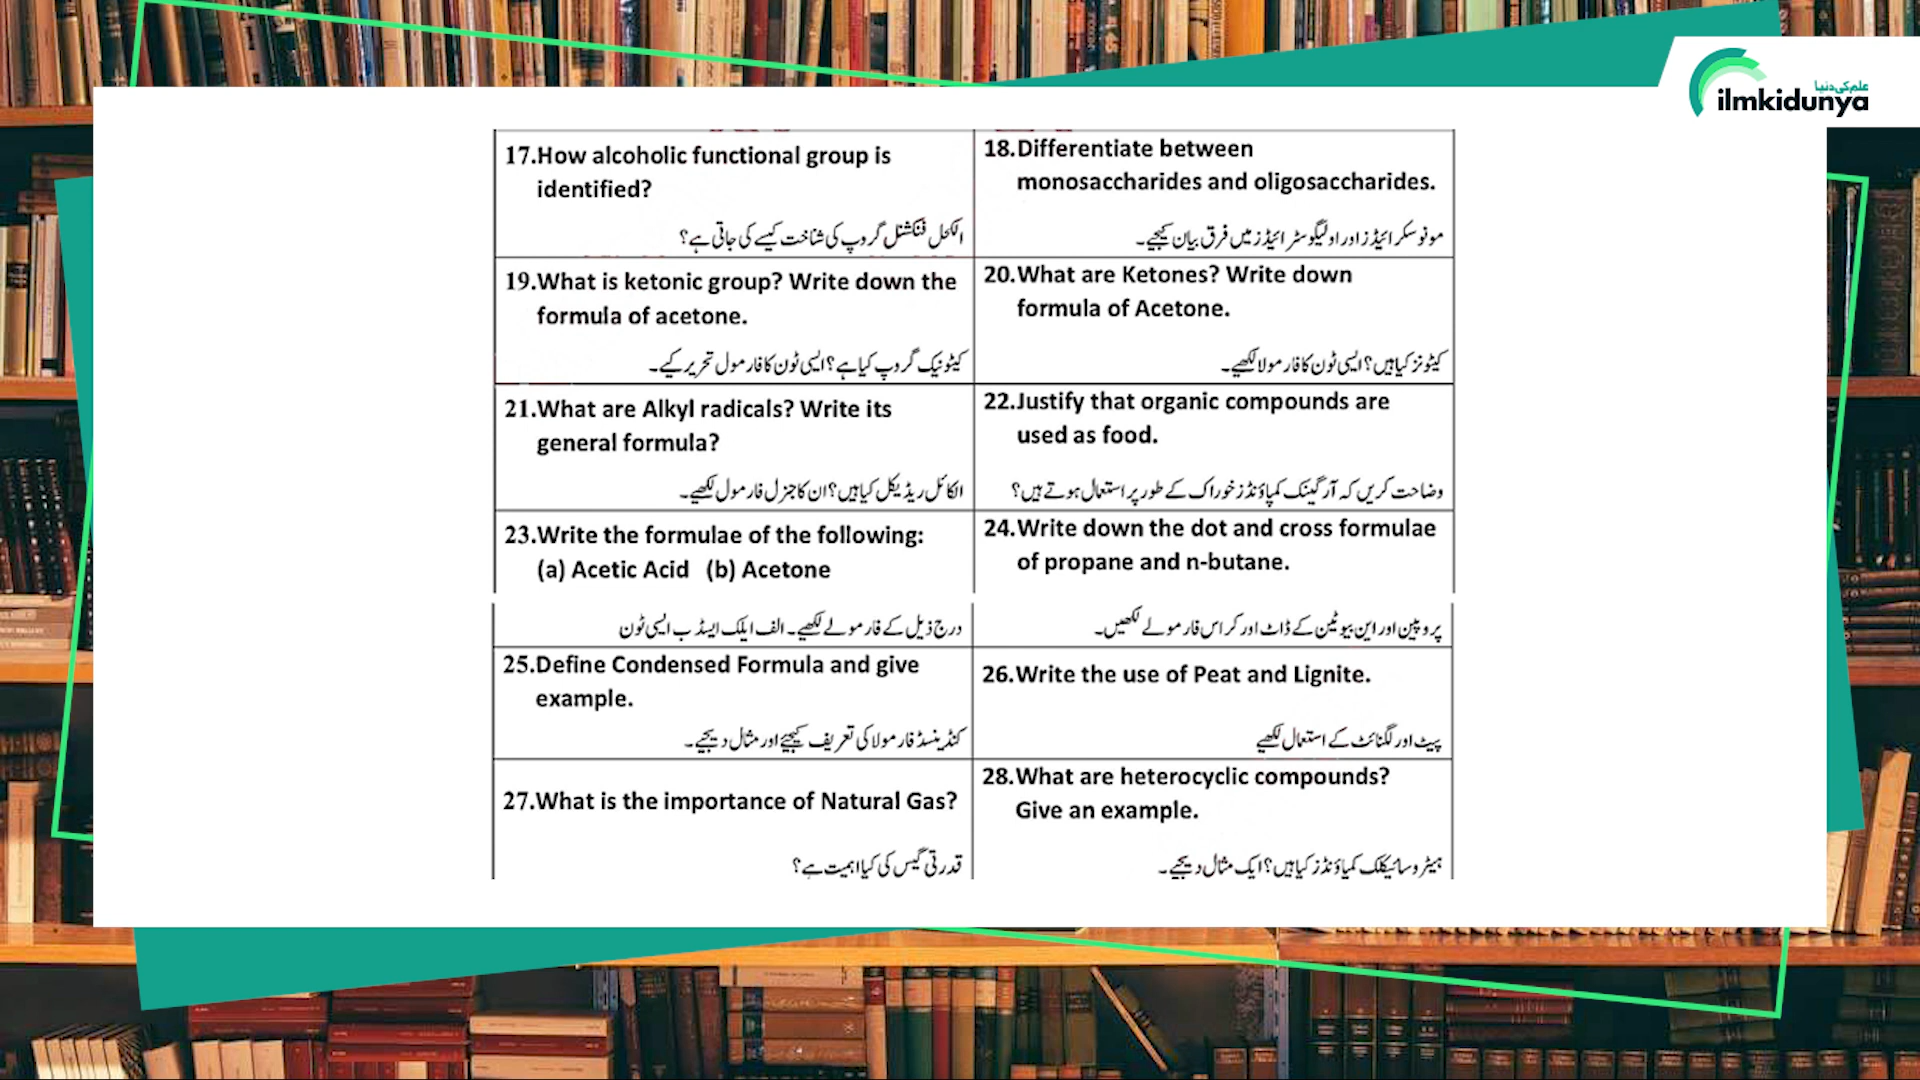 علم کی دنیا
ilmkidunya
17.How alcoholic functional group is
identified?
الکحل فنکشنل گروپ کی شناخت کیسے کی جاتی ہے؟
18.Differentiate between
monosaccharides and oligosaccharides.
مونوسکرائیڈز اور اولیگوسٹرائیڈز میں فرق بیان کیجیے۔
19.What is ketonic group? Write down the
formula of acetone.
کیٹونیک گروپ کیا ہے؟ ایسی ٹون کا فارمول تحریر کیے۔
20.What are Ketones? Write down
formula of Acetone.
کیٹونز کیا ہیں؟ ایسی ٹون کا فارمولا لکھیے۔
21.What are Alkyl radicals? Write its
general formula?
الکائل ریڈیکل کیا ہیں؟ ان کا جنرل فارمول لکھیے۔
22.Justify that organic compounds are
used as food.
وضاحت کریں کہ آرگینک کمپاؤنڈز خوراک کے طور پر استعمال ہوتے ہیں؟
23.Write the formulae of the following:
(a) Acetic Acid (b) Acetone
درج ذیل کے فارمولے لکھیے۔ الف ایٹک ایسڈ ب ایسی ٹون
24.Write down the dot and cross formulae
of propane and n-butane.
پروپین اور این بیوٹین کے ڈاٹ اور کراس فارمولے لکھیں۔
25.Define Condensed Formula and give
example.
کنڈینسڈ فارمولا کی تعریف کیجیئے اور مثال دیجیے۔
26.Write the use of Peat and Lignite.
پیٹ اور لگنائٹ کے استعمال لکھیے
27.What is the importance of Natural Gas?
قدرتی گیس کی کیا اہمیت ہے؟
28.What are heterocyclic compounds?
Give an example.
ہیٹروسائیکلک کمپاؤنڈز کیا ہیں؟ ایک مثال دیجیے۔